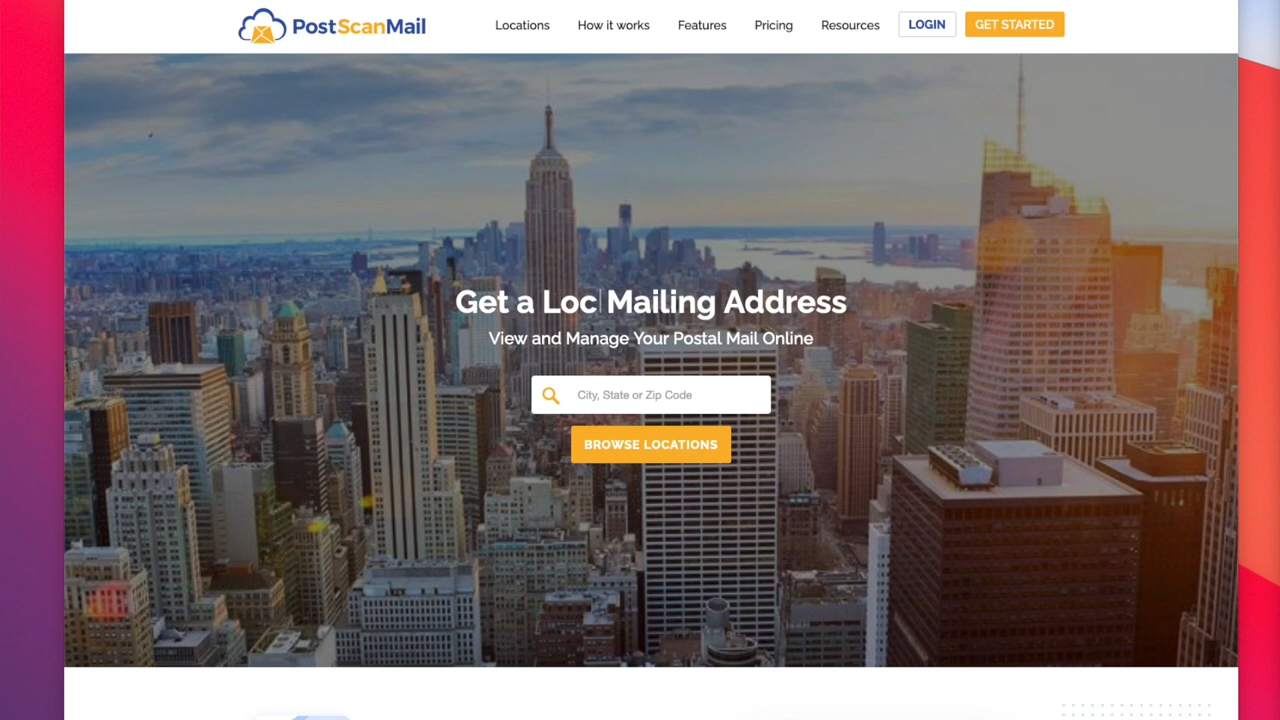 PostScanMail
Locations
How it works
Features
Pricing
Resources
LOGIN
GET STARTED
Get a Loc Mailing Address
View and Manage Your Postal Mail Online
City, State or Zip Code
BROWSE LOCATIONS